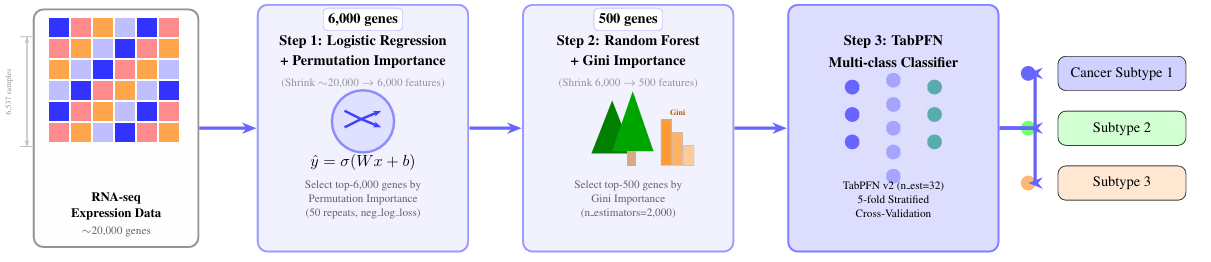 6,537 samples
RNA-seq
Expression Data
∼20,000 genes
6,000 genes
Step 1: Logistic Regression
+ Permutation Importance
(Shrink ∼20,000 → 6,000 features)
ŷ = σ(Wx + b)
Select top-6,000 genes by
Permutation Importance
(50 repeats, neg_log_loss)
500 genes
Step 2: Random Forest
+ Gini Importance
(Shrink 6,000 → 500 features)
Gini
Select top-500 genes by
Gini Importance
(n_estimators=2,000)
Step 3: TabPFN
Multi-class Classifier
TabPFN v2 (n_est=32)
5-fold Stratified
Cross-Validation
Cancer Subtype 1
Subtype 2
Subtype 3